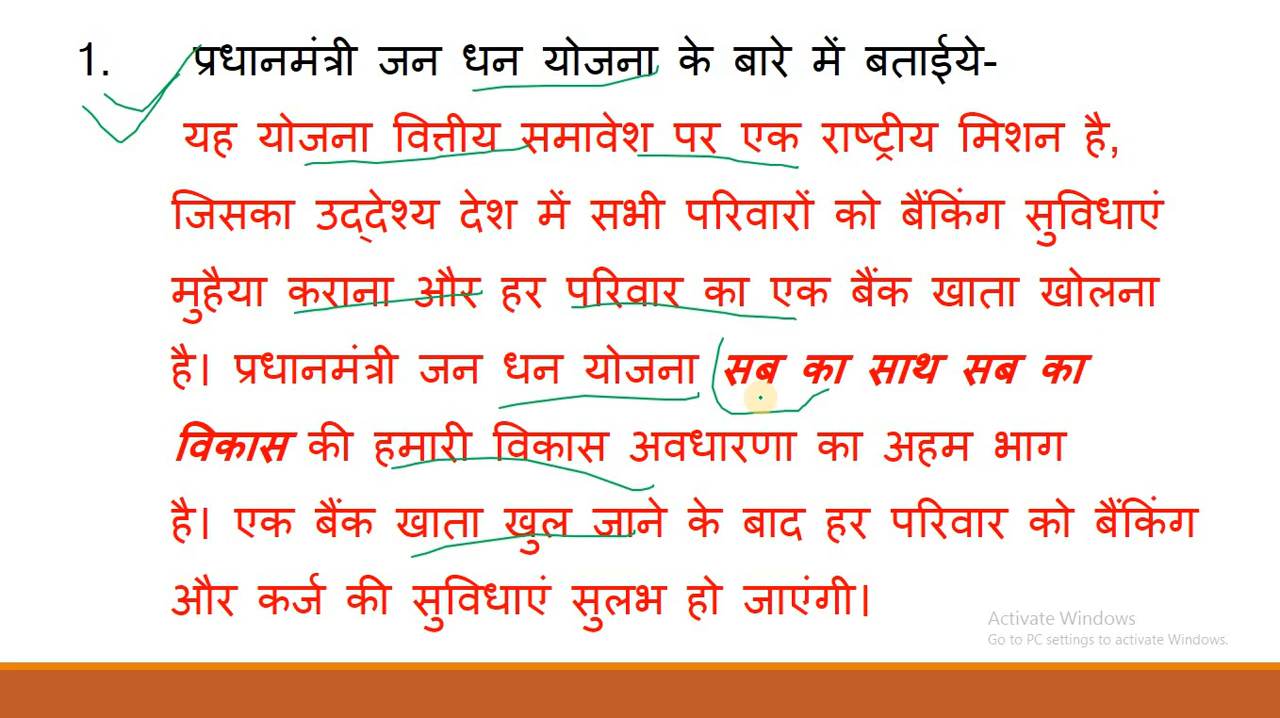 1. प्रधानमंत्री जन धन योजना के बारे में बताईये-
यह योजना वित्तीय समावेश पर एक राष्ट्रीय मिशन है,
जिसका उद्देश्य देश में सभी परिवारों को बैंकिंग सुविधाएं
मुहैया कराना और हर परिवार का एक बैंक खाता खोलना
है। प्रधानमंत्री जन धन योजना सब का साथ सब का
विकास की हमारी विकास अवधारणा का अहम भाग
है। एक बैंक खाता खुल जाने के बाद हर परिवार को बैंकिंग
और कर्ज की सुविधाएं सुलभ हो जाएंगी।
Activate Windows
Go to PC settings to activate Windows.